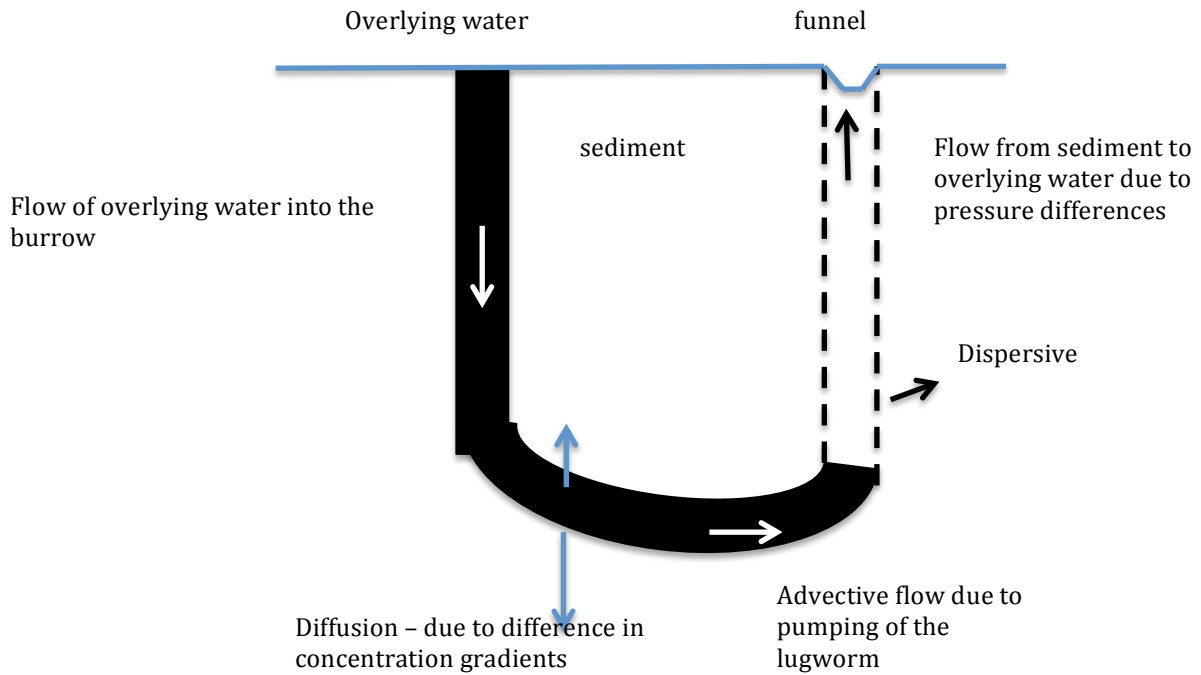 Overlying water
funnel
sediment
Flow from sediment to
overlying water due to
pressure differences
Flow of overlying water into the
burrow
Dispersive
Advective flow due to
pumping of the
lugworm
Diffusion – due to difference in
concentration gradients